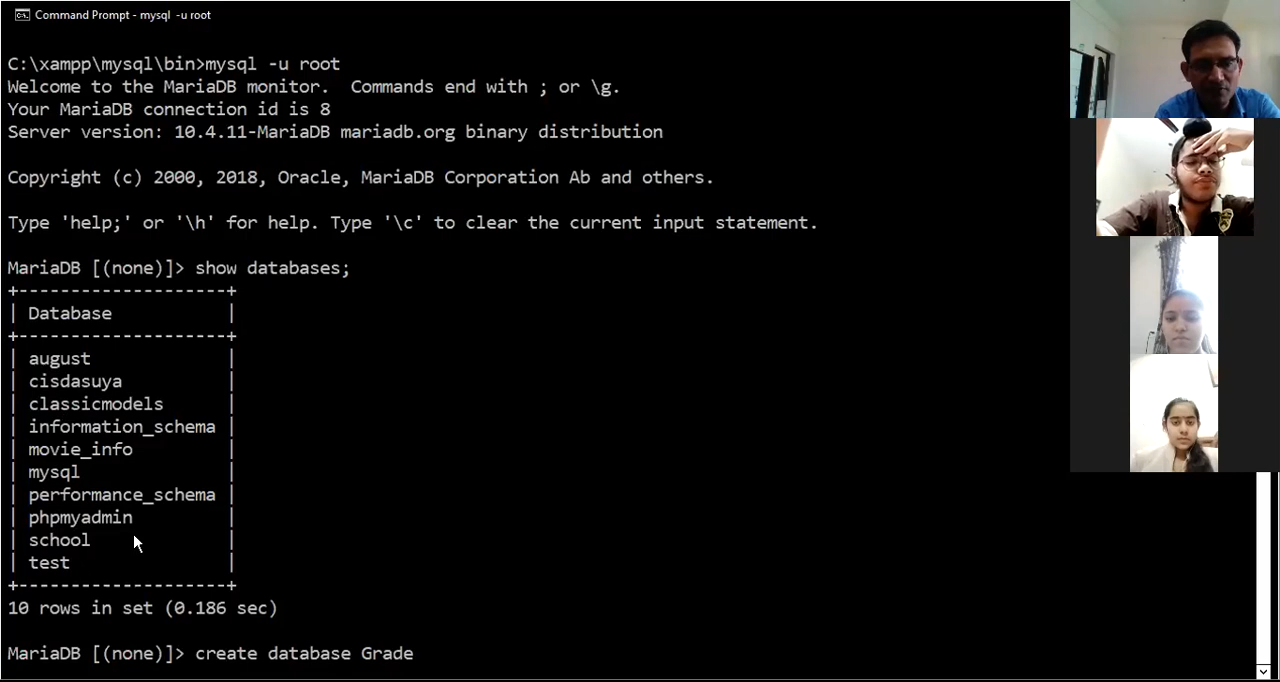 Command Prompt - mysql -u root
C:\xampp\mysql\bin>mysql -u root
Welcome to the MariaDB monitor.  Commands end with ; or \g.
Your MariaDB connection id is 8
Server version: 10.4.11-MariaDB mariadb.org binary distribution
Copyright (c) 2000, 2018, Oracle, MariaDB Corporation Ab and others.
Type 'help;' or '\h' for help. Type '\c' to clear the current input statement.
MariaDB [(none)]> show databases;
+--------------------+
| Database           |
+--------------------+
| august             |
| cisdasuya          |
| classicmodels      |
| information_schema |
| movie_info         |
| mysql              |
| performance_schema |
| phpmyadmin         |
| school             |
| test               |
+--------------------+
10 rows in set (0.186 sec)
MariaDB [(none)]> create database Grade